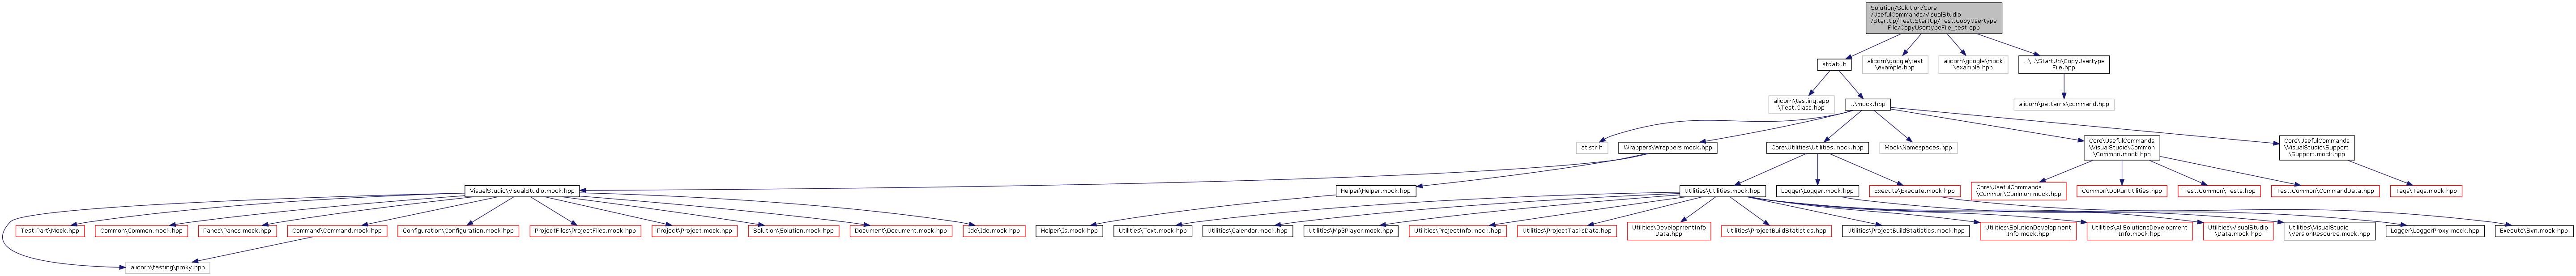 Solution/Solution/Core
/UsefulCommands/VisualStudio
/StartUp/Test.StartUp/Test.CopyUsertype
File/CopyUsertypeFile_test.cpp
stdafx.h
alicorn\google\test
\example.hpp
alicorn\google\mock
\example.hpp
..\..\StartUp\CopyUsertype
File.hpp
alicorn\testing.app
\Test.Class.hpp
..\mock.hpp
alicorn\patterns\command.hpp
atlstr.h
Wrappers\Wrappers.mock.hpp
Core\Utilities\Utilities.mock.hpp
Mock\Namespaces.hpp
Core\UsefulCommands
\VisualStudio\Common
\Common.mock.hpp
Core\UsefulCommands
\VisualStudio\Support
\Support.mock.hpp
VisualStudio\VisualStudio.mock.hpp
Helper\Helper.mock.hpp
Utilities\Utilities.mock.hpp
Logger\Logger.mock.hpp
Execute\Execute.mock.hpp
Core\UsefulCommands
\Common\Common.mock.hpp
Common\DoRunUtilities.hpp
Test.Common\Tests.hpp
Test.Common\CommandData.hpp
Tags\Tags.mock.hpp
Test.Part\Mock.hpp
Common\Common.mock.hpp
Panes\Panes.mock.hpp
Command\Command.mock.hpp
Configuration\Configuration.mock.hpp
ProjectFiles\ProjectFiles.mock.hpp
Project\Project.mock.hpp
Solution\Solution.mock.hpp
Document\Document.mock.hpp
Ide\Ide.mock.hpp
Helper\Js.mock.hpp
Utilities\Text.mock.hpp
Utilities\Calendar.mock.hpp
Utilities\Mp3Player.mock.hpp
Utilities\ProjectInfo.mock.hpp
Utilities\ProjectTasksData.hpp
Utilities\DevelopmentInfo
Data.mock.hpp
Utilities\ProjectBuildStatistics.hpp
Utilities\ProjectBuildStatistics.mock.hpp
Utilities\SolutionDevelopment
Info.mock.hpp
Utilities\AllSolutionsDevelopment
Info.mock.hpp
Utilities\VisualStudio
\Data.mock.hpp
Utilities\VisualStudio
\VersionResource.mock.hpp
Logger\LoggerProxy.mock.hpp
Execute\Svn.mock.hpp
alicorn\testing\proxy.hpp